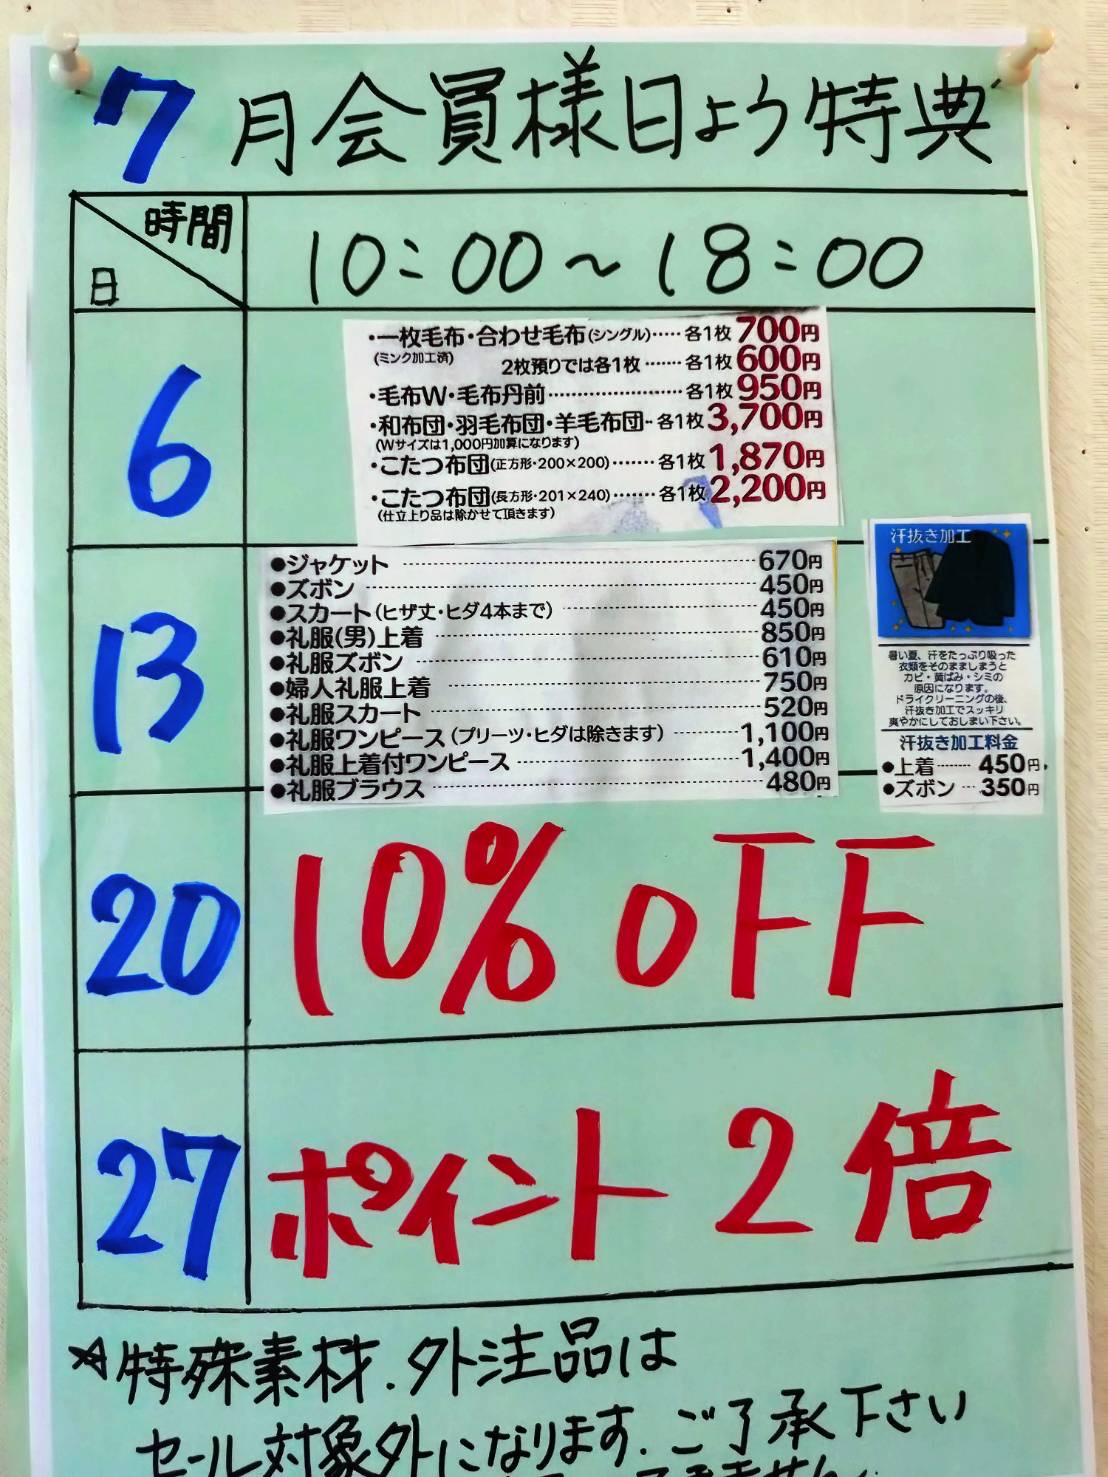 7月会員様日よう特典
時間
日
10:00～18:00
6
・一枚毛布・合わせ毛布(シングル)……各1枚700円
(ミンク加工済) 2枚預りでは各1枚……各1枚600円
・毛布W・毛布丹前……各1枚950円
・和布団・羽毛布団・羊毛布団…各1枚3,700円
(Wサイズは1,000円加算になります)
・こたつ布団(正方形・200×200)……各1枚1,870円
・こたつ布団(長方形・201×240)……各1枚2,200円
(仕立上り品は除かせて頂きます)
13
●ジャケット……670円
●ズボン……450円
●スカート(ヒザ丈・ヒダ4本まで)……450円
●礼服(男)上着……850円
●礼服ズボン……610円
●婦人礼服上着……750円
●礼服スカート……520円
●礼服ワンピース(プリーツ・ヒダは除きます)……1,100円
●礼服上着付ワンピース……1,400円
●礼服ブラウス……480円
汗抜き加工
暑い夏、汗をたっぷり吸った
衣類をそのまましまうと
カビ・黄ばみ・シミの
原因になります。
ドライクリーニングの後、
汗抜き加工でスッキリ
爽やかにしておしまい下さい。
汗抜き加工料金
●上着……450円
●ズボン…350円
20
10% OFF
27
ポイント2倍
☆特殊素材.外注品は
セール対象外になります.ご了承下さい